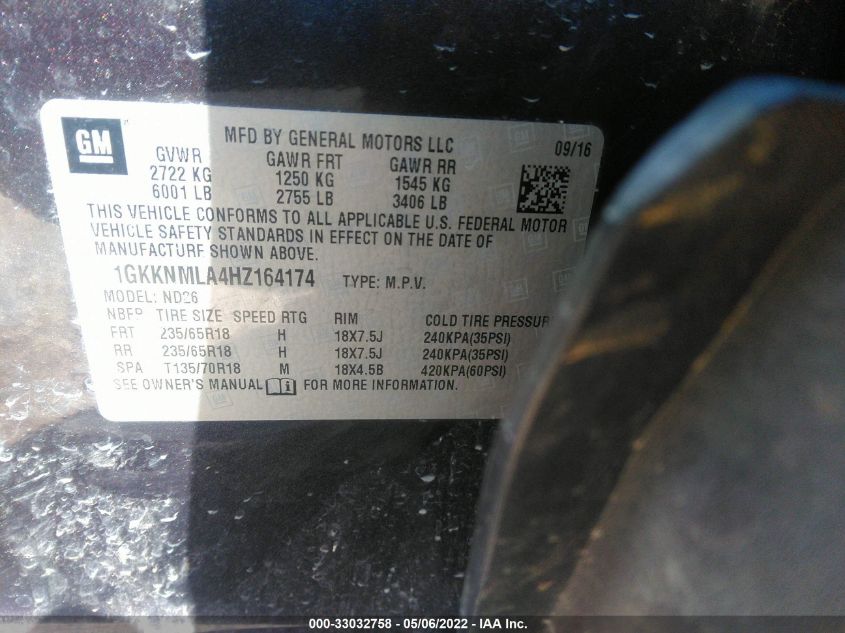 GM
MFD BY GENERAL MOTORS LLC
09/16
GVWR GAWR FRT GAWR RR
2722 KG 1250 KG 1545 KG
6001 LB 2755 LB 3406 LB
THIS VEHICLE CONFORMS TO ALL APPLICABLE U.S. FEDERAL MOTOR
VEHICLE SAFETY STANDARDS IN EFFECT ON THE DATE OF
MANUFACTURE SHOWN ABOVE.
1GKKNMLA4HZ164174 TYPE: M.P.V.
MODEL: ND26
NBFP TIRE SIZE SPEED RTG RIM COLD TIRE PRESSUR
FRT 235/65R18 H 18X7.5J 240KPA(35PSI)
RR 235/65R18 H 18X7.5J 240KPA(35PSI)
SPA T135/70R18 M 18X4.5B 420KPA(60PSI)
SEE OWNER'S MANUAL FOR MORE INFORMATION.
000-33032758 - 05/06/2022 - IAA Inc.